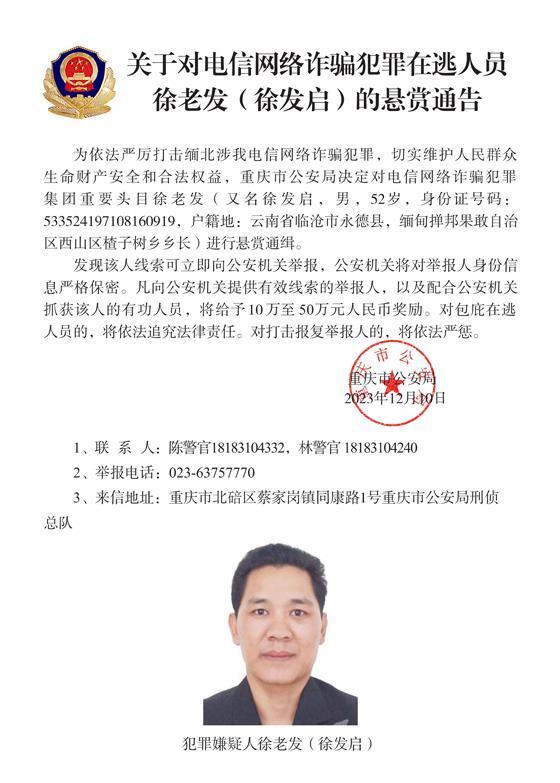 关于对电信网络诈骗犯罪在逃人员
徐老发（徐发启）的悬赏通告
为依法严厉打击缅北涉我电信网络诈骗犯罪，切实维护人民群众
生命财产安全和合法权益，重庆市公安局决定对电信网络诈骗犯罪
集团重要头目徐老发（又名徐发启，男，52岁，身份证号码：
533524197108160919，户籍地：云南省临沧市永德县，缅甸掸邦果敢自治
区西山区楂子树乡乡长）进行悬赏通缉。
发现该人线索可立即向公安机关举报，公安机关将对举报人身份信
息严格保密。凡向公安机关提供有效线索的举报人，以及配合公安机关
抓获该人的有功人员，将给予10万至50万元人民币奖励。对包庇在逃
人员的，将依法追究法律责任。对打击报复举报人的，将依法严惩。
重庆市公安局
重庆市公安局
2023年12月10日
1、联 系 人：陈警官18183104332，林警官 18183104240
2、举报电话：023-63757770
3、来信地址：重庆市北碚区蔡家岗镇同康路1号重庆市公安局刑侦
总队
犯罪嫌疑人徐老发（徐发启）